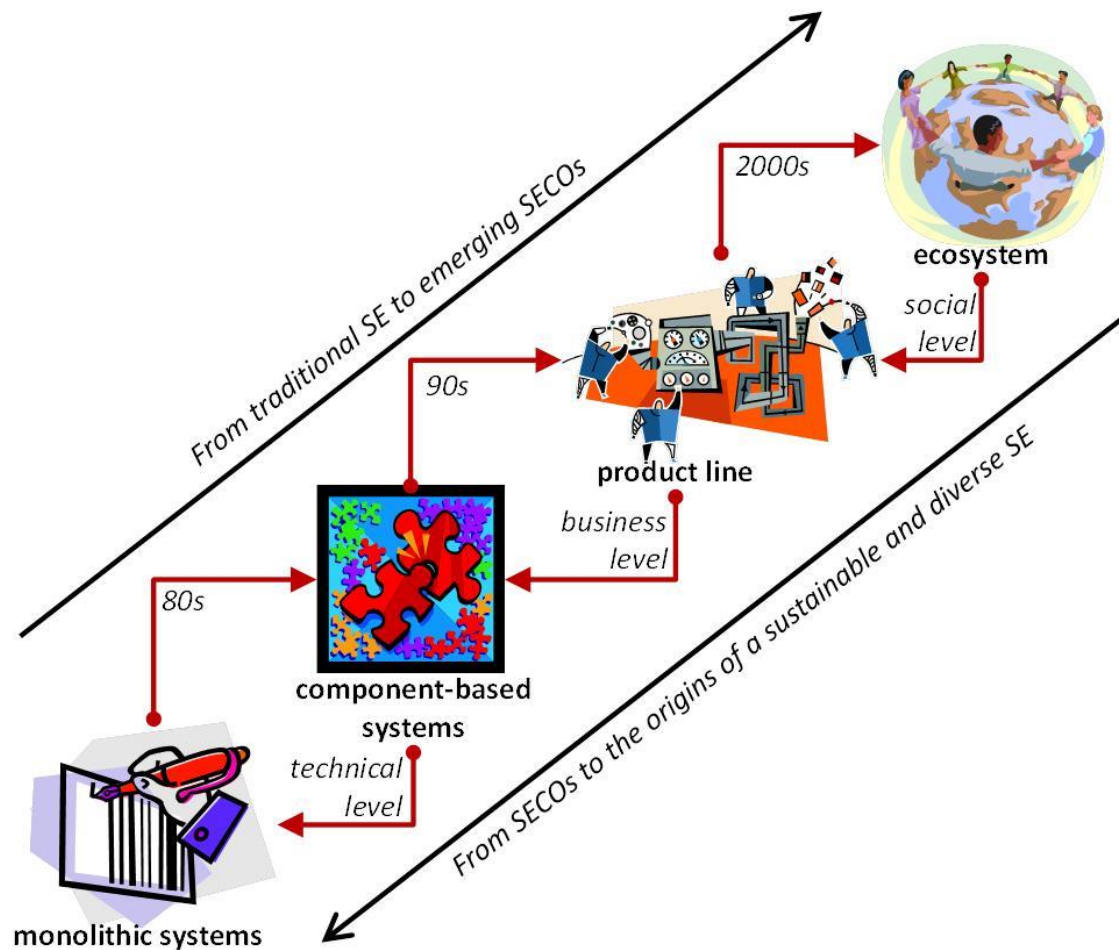 From traditional SE to emerging SECOs
2000s
ecosystem
social
level
90s
product line
business
level
80s
component-based
systems
technical
level
monolithic systems
From SECOs to the origins of a sustainable and diverse SE